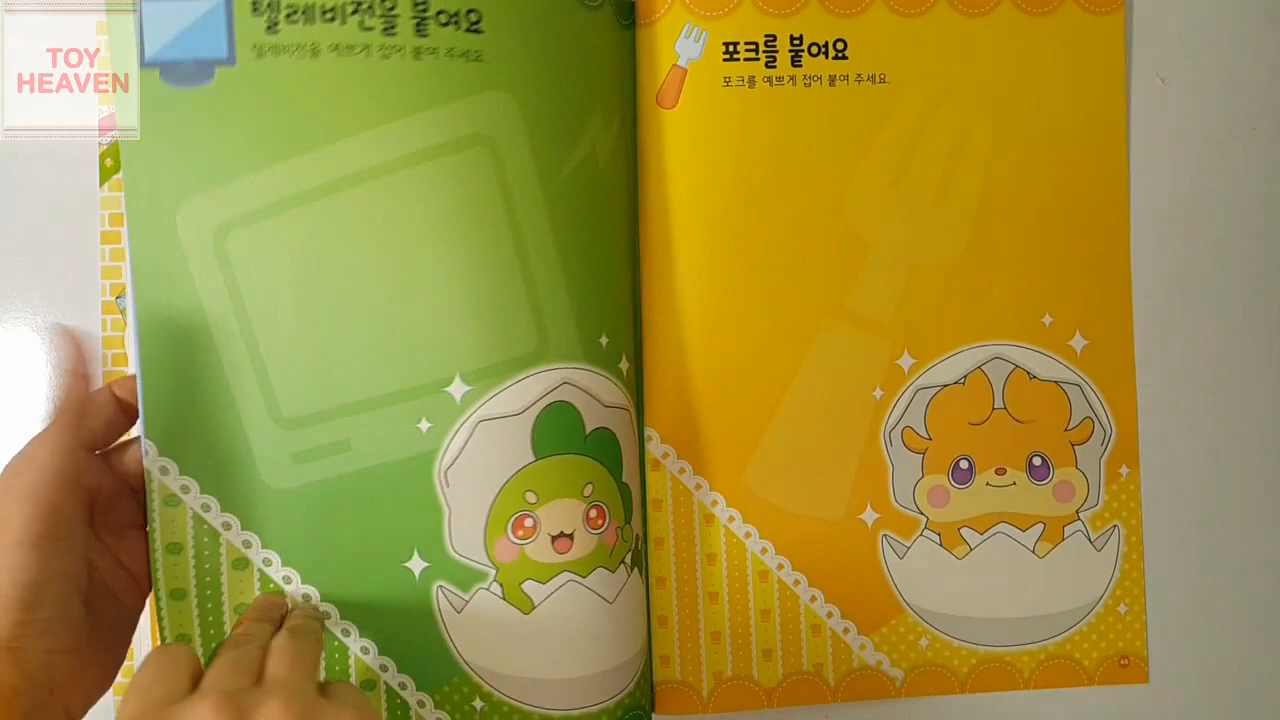 TOY
HEAVEN
텔레비전을 붙여요
텔레비전을 예쁘게 접어 붙여 주세요.
포크를 붙여요
포크를 예쁘게 접어 붙여 주세요.